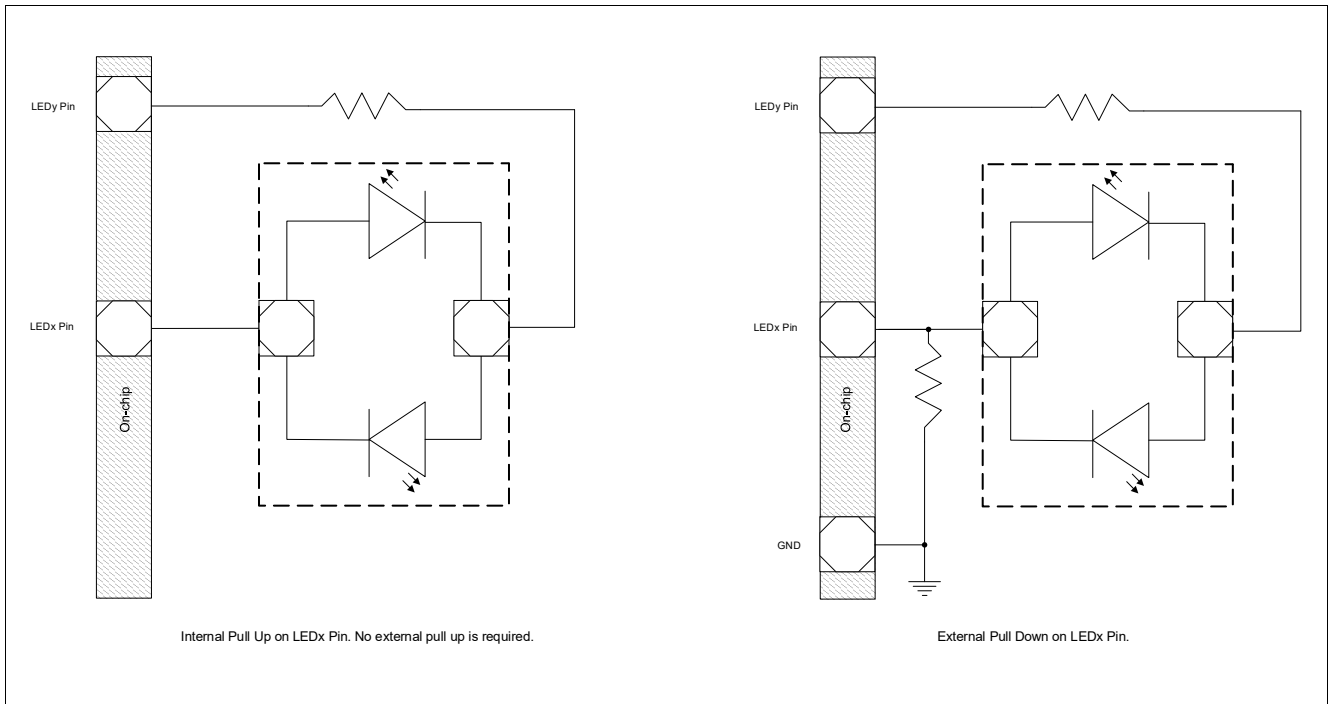 LEDy Pin
LEDx Pin
On-chip
Internal Pull Up on LEDx Pin. No external pull up is required.
LEDy Pin
LEDx Pin
On-chip
GND
External Pull Down on LEDx Pin.